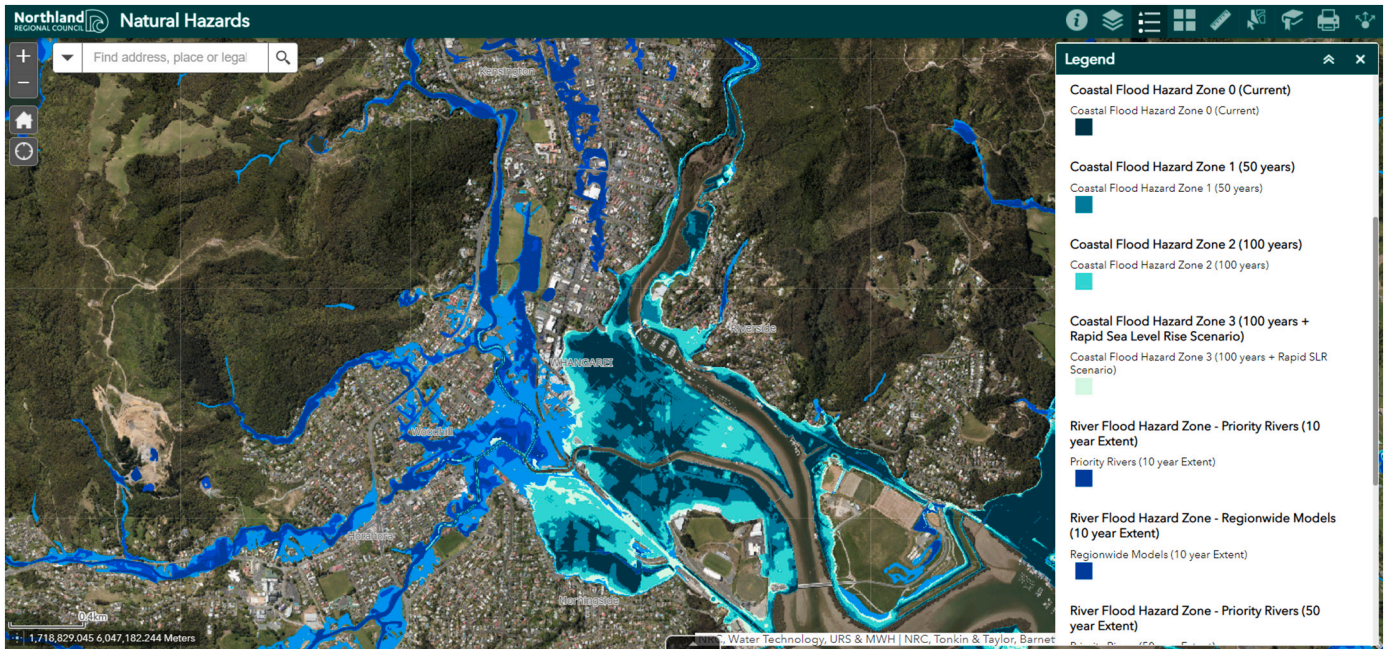 Northland
REGIONAL COUNCIL
Natural Hazards
Find address, place or legal
Legend
Coastal Flood Hazard Zone 0 (Current)
Coastal Flood Hazard Zone 0 (Current)
Coastal Flood Hazard Zone 1 (50 years)
Coastal Flood Hazard Zone 1 (50 years)
Coastal Flood Hazard Zone 2 (100 years)
Coastal Flood Hazard Zone 2 (100 years)
Coastal Flood Hazard Zone 3 (100 years +
Rapid Sea Level Rise Scenario)
Coastal Flood Hazard Zone 3 (100 years + Rapid SLR
Scenario)
River Flood Hazard Zone - Priority Rivers (10
year Extent)
Priority Rivers (10 year Extent)
River Flood Hazard Zone - Regionwide Models
(10 year Extent)
Regionwide Models (10 year Extent)
River Flood Hazard Zone - Priority Rivers (50
year Extent)
Kensington
Riverside
WHANGAREI
Woodhill
Morningside
0.4km
1,718,829.045 6,047,182.244 Meters
NRC, Water Technology, URS & MWH | NRC, Tonkin & Taylor, Barnet